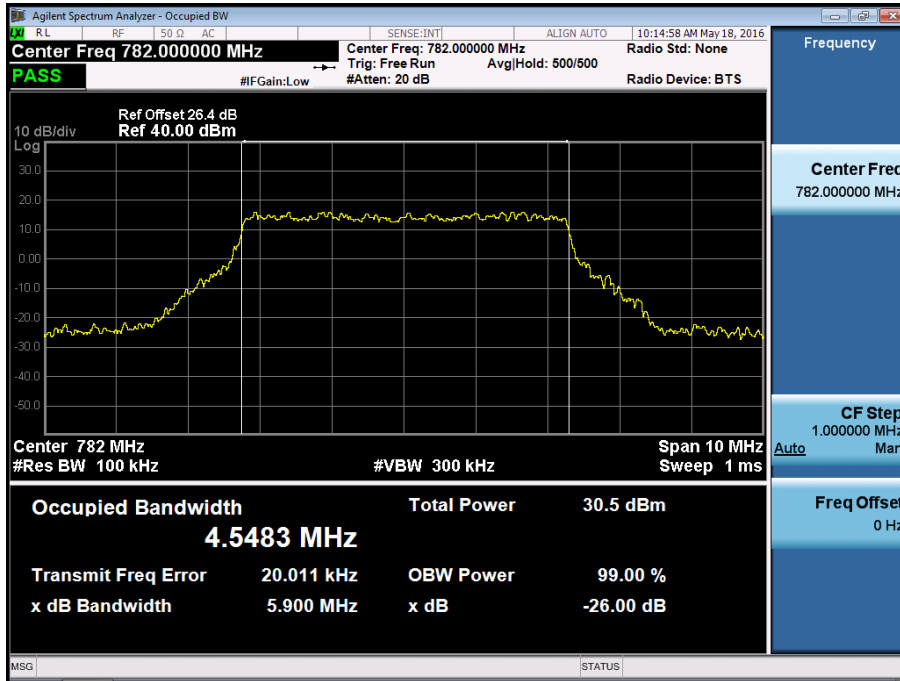 Agilent Spectrum Analyzer - Occupied BW
LXI RL RF 50 Ω AC SENSE:INT ALIGN AUTO 10:14:58 AM May 18, 2016
Center Freq 782.000000 MHz
Center Freq: 782.000000 MHz
Radio Std: None
Trig: Free Run Avg|Hold: 500/500
PASS
#IFGain:Low
#Atten: 20 dB
Radio Device: BTS
Ref Offset 26.4 dB
10 dB/div Ref 40.00 dBm
Log
30.0
20.0
10.0
0.00
-10.0
-20.0
-30.0
-40.0
-50.0
Center 782 MHz Span 10 MHz
#Res BW 100 kHz #VBW 300 kHz Sweep 1 ms
Occupied Bandwidth Total Power 30.5 dBm
4.5483 MHz
Transmit Freq Error 20.011 kHz OBW Power 99.00 %
x dB Bandwidth 5.900 MHz x dB -26.00 dB
MSG STATUS
Frequency
Center Freq
782.000000 MHz
CF Step
1.000000 MHz
Auto Man
Freq Offset
0 Hz